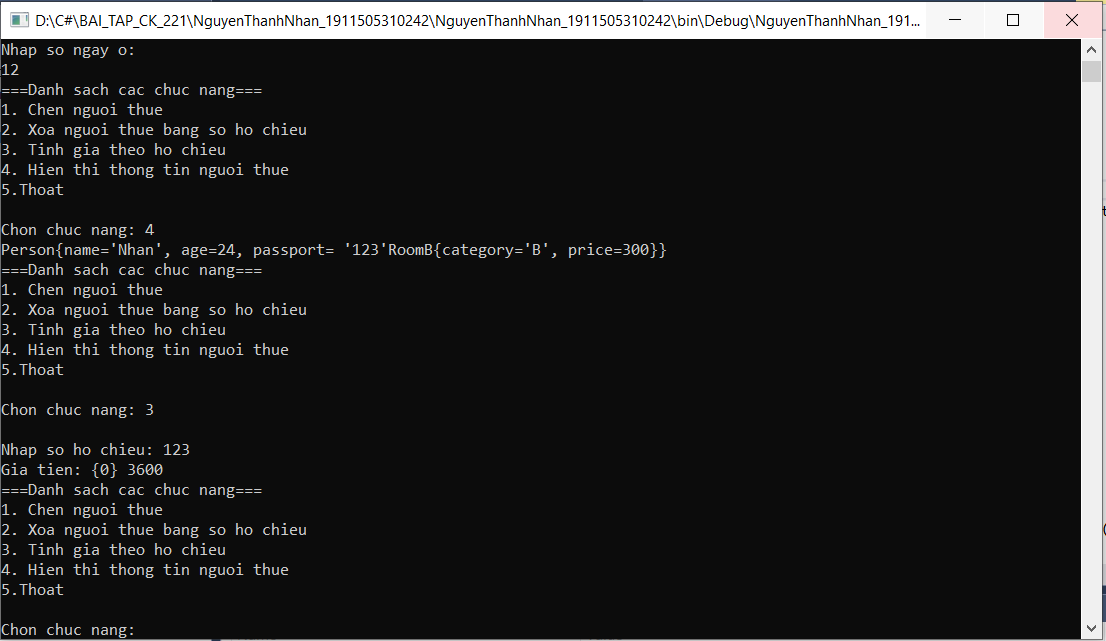 D:\C#\BAI_TAP_CK_221\NguyenThanhNhan_1911505310242\NguyenThanhNhan_1911505310242\bin\Debug\NguyenThanhNhan_191...
Nhap so ngay o:
12
===Danh sach cac chuc nang===
1. Chen nguoi thue
2. Xoa nguoi thue bang so ho chieu
3. Tinh gia theo ho chieu
4. Hien thi thong tin nguoi thue
5.Thoat
Chon chuc nang: 4
Person{name='Nhan', age=24, passport= '123'RoomB{category='B', price=300}}
===Danh sach cac chuc nang===
1. Chen nguoi thue
2. Xoa nguoi thue bang so ho chieu
3. Tinh gia theo ho chieu
4. Hien thi thong tin nguoi thue
5.Thoat
Chon chuc nang: 3
Nhap so ho chieu: 123
Gia tien: {0} 3600
===Danh sach cac chuc nang===
1. Chen nguoi thue
2. Xoa nguoi thue bang so ho chieu
3. Tinh gia theo ho chieu
4. Hien thi thong tin nguoi thue
5.Thoat
Chon chuc nang: